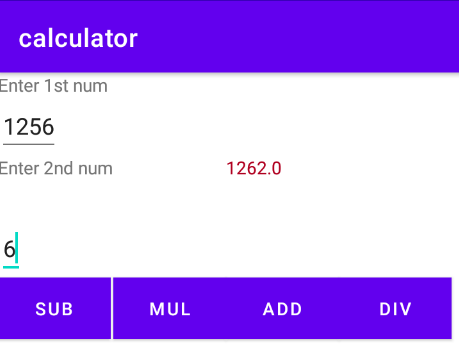 calculator
Enter 1st num
1256
Enter 2nd num 1262.0
6
SUB MUL ADD DIV